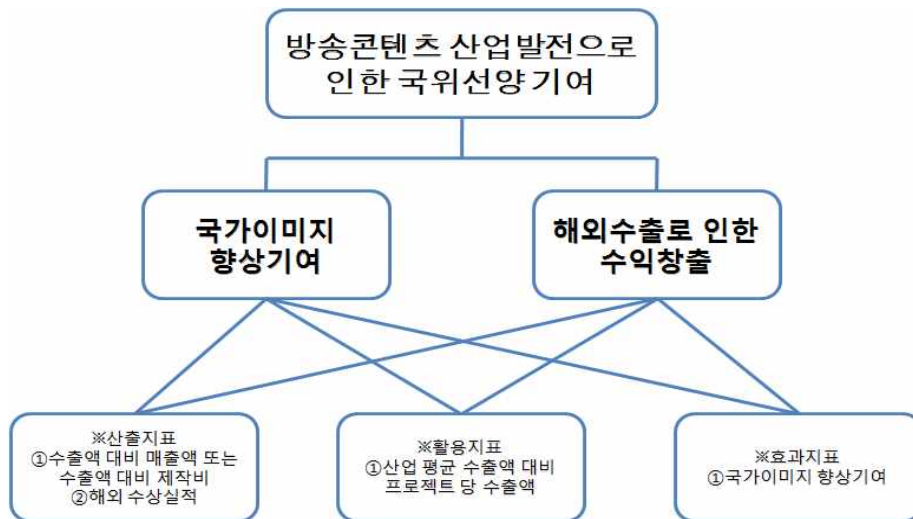 방송콘텐츠 산업발전으로
인한 국위선양 기여
국가이미지
향상기여
해외수출로 인한
수익창출
※산출지표
①수출액 대비 매출액 또는
수출액 대비 제작비
②해외 수상실적
※활용지표
①산업 평균 수출액 대비
프로젝트 당 수출액
※효과지표
①국가이미지 향상기여